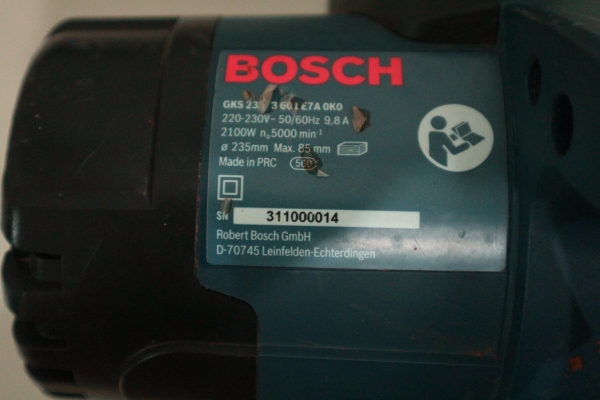 BOSCH
GKS 235 3 601 E7A 0K0
220-230V~ 50/60Hz 9,8 A
2100W n₀5000 min⁻¹
ø 235mm Max. 85 mm
Made in PRC
SN 311000014
Robert Bosch GmbH
D-70745 Leinfelden-Echterdingen